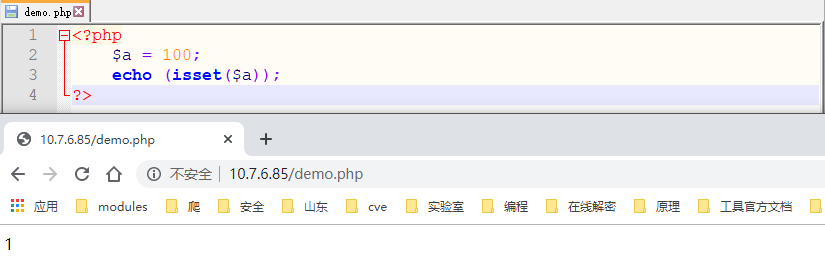 demo.php
1 <?php
2 $a = 100;
3 echo (isset($a));
4 ?>
10.7.6.85/demo.php
不安全 | 10.7.6.85/demo.php
应用 modules 爬 安全 山东 cve 实验室 编程 在线解密 原理 工具官方文档
1